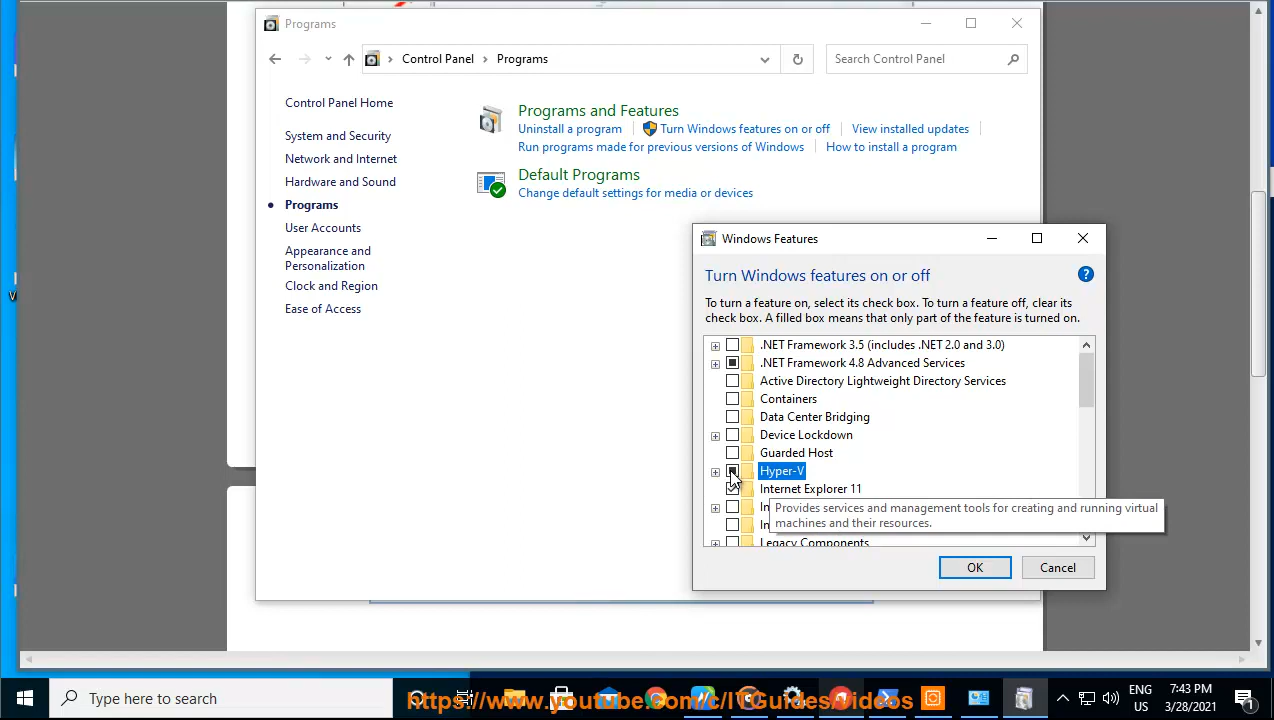 Programs
Control Panel > Programs
Search Control Panel
Control Panel Home
System and Security
Network and Internet
Hardware and Sound
Programs
User Accounts
Appearance and
Personalization
Clock and Region
Ease of Access
Programs and Features
Uninstall a program
Turn Windows features on or off
View installed updates
Run programs made for previous versions of Windows
How to install a program
Default Programs
Change default settings for media or devices
Windows Features
Turn Windows features on or off
To turn a feature on, select its check box. To turn a feature off, clear its
check box. A filled box means that only part of the feature is turned on.
.NET Framework 3.5 (includes .NET 2.0 and 3.0)
.NET Framework 4.8 Advanced Services
Active Directory Lightweight Directory Services
Containers
Data Center Bridging
Device Lockdown
Guarded Host
Hyper-V
Internet Explorer 11
Provides services and management tools for creating and running virtual
machines and their resources.
Legacy Components
OK
Cancel
Type here to search
https://www.youtube.com/c/ITGuides/videos
ENG
US
7:43 PM
3/28/2021
1